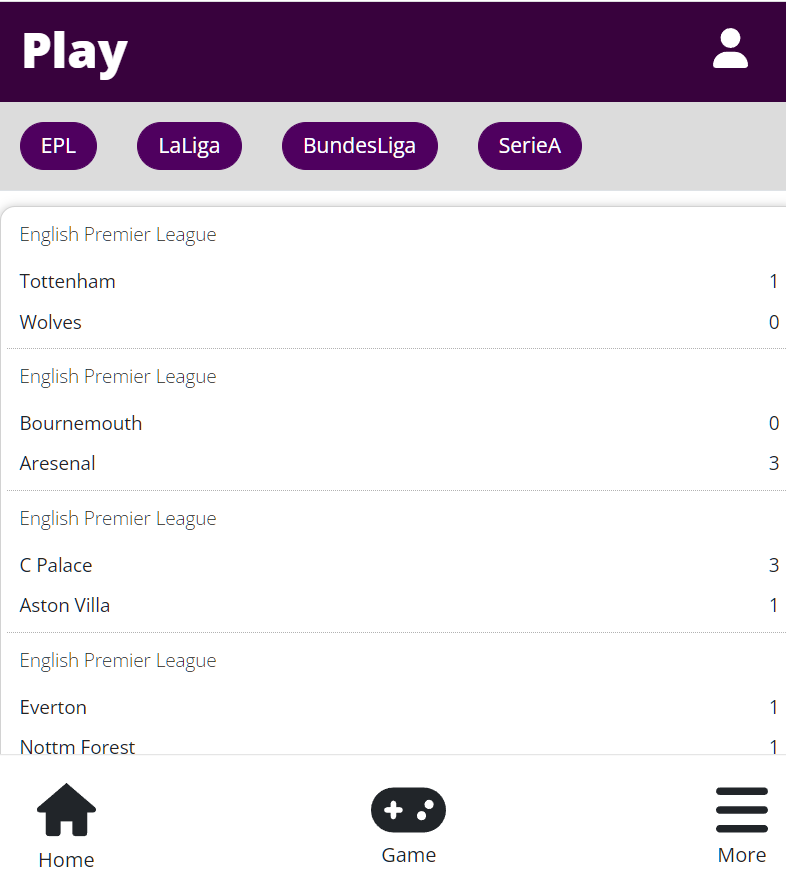 Play
EPL LaLiga BundesLiga SerieA
English Premier League
Tottenham 1
Wolves 0
English Premier League
Bournemouth 0
Aresenal 3
English Premier League
C Palace 3
Aston Villa 1
English Premier League
Everton 1
Nottm Forest 1
Home Game More